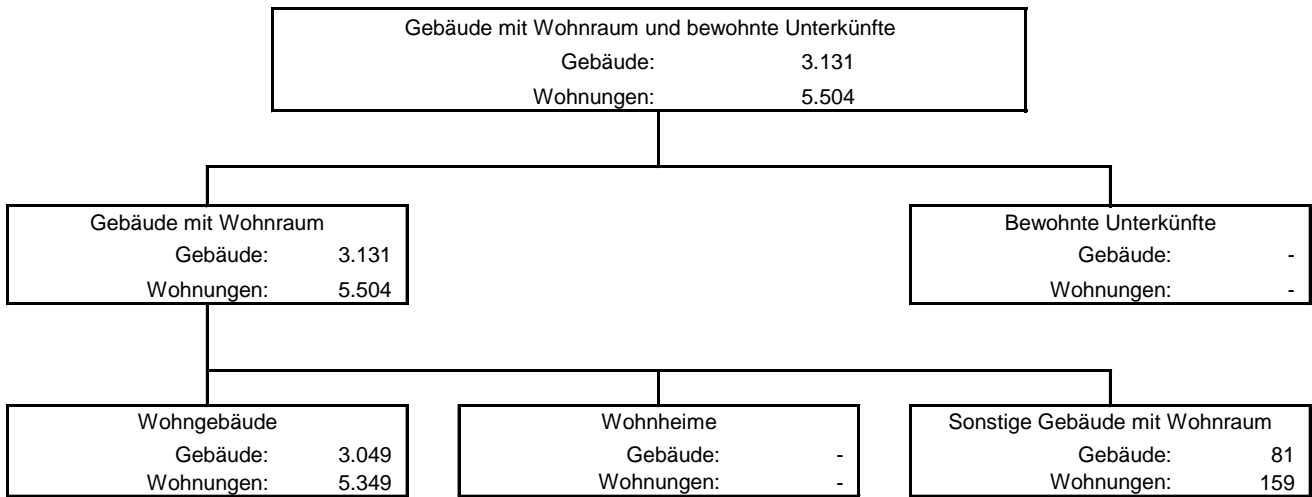 Gebäude mit Wohnraum und bewohnte Unterkünfte
Gebäude: 3.131
Wohnungen: 5.504
Gebäude mit Wohnraum
Gebäude: 3.131
Wohnungen: 5.504
Bewohnte Unterkünfte
Gebäude: -
Wohnungen: -
Wohngebäude
Gebäude: 3.049
Wohnungen: 5.349
Wohnheime
Gebäude: -
Wohnungen: -
Sonstige Gebäude mit Wohnraum
Gebäude: 81
Wohnungen: 159